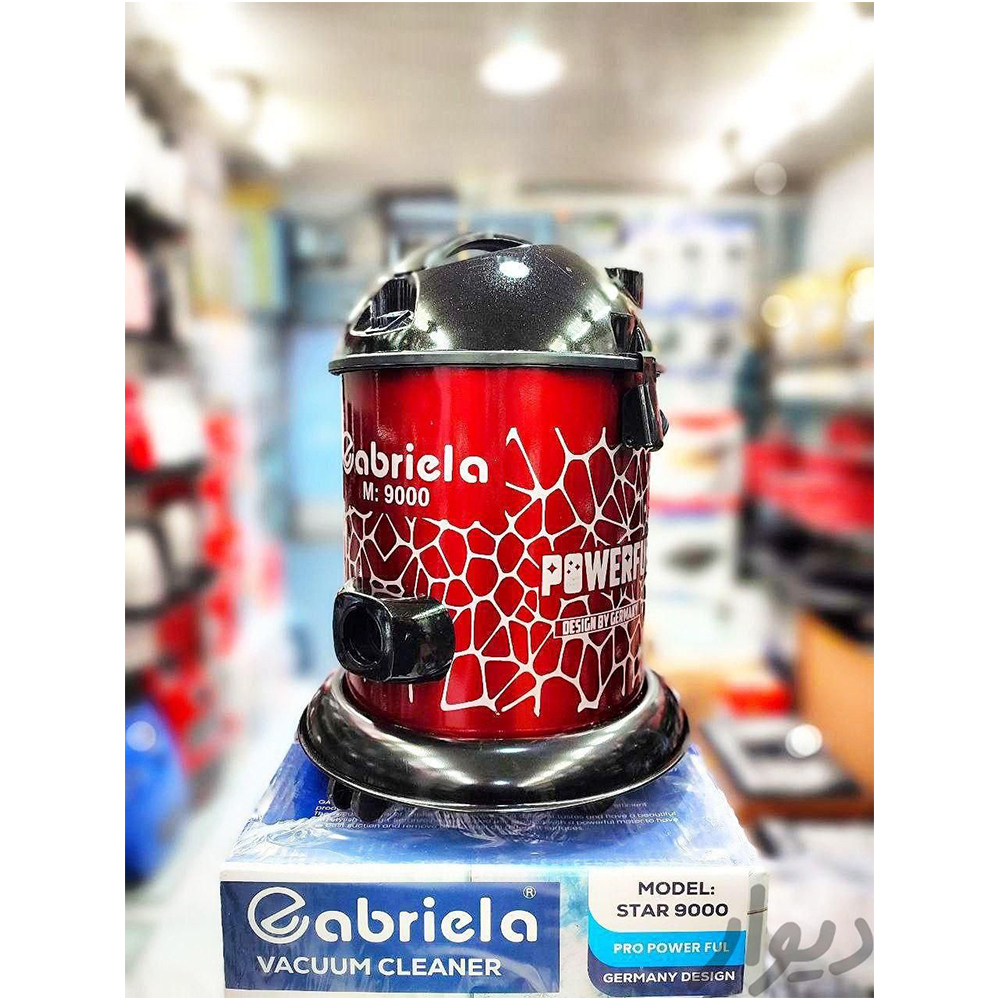 Gabriela
M: 9000
POWERFU
DESIGN BY GERMANY
Gabriela®
VACUUM CLEANER
MODEL:
STAR 9000
PRO POWER FUL
GERMANY DESIGN
دیوار